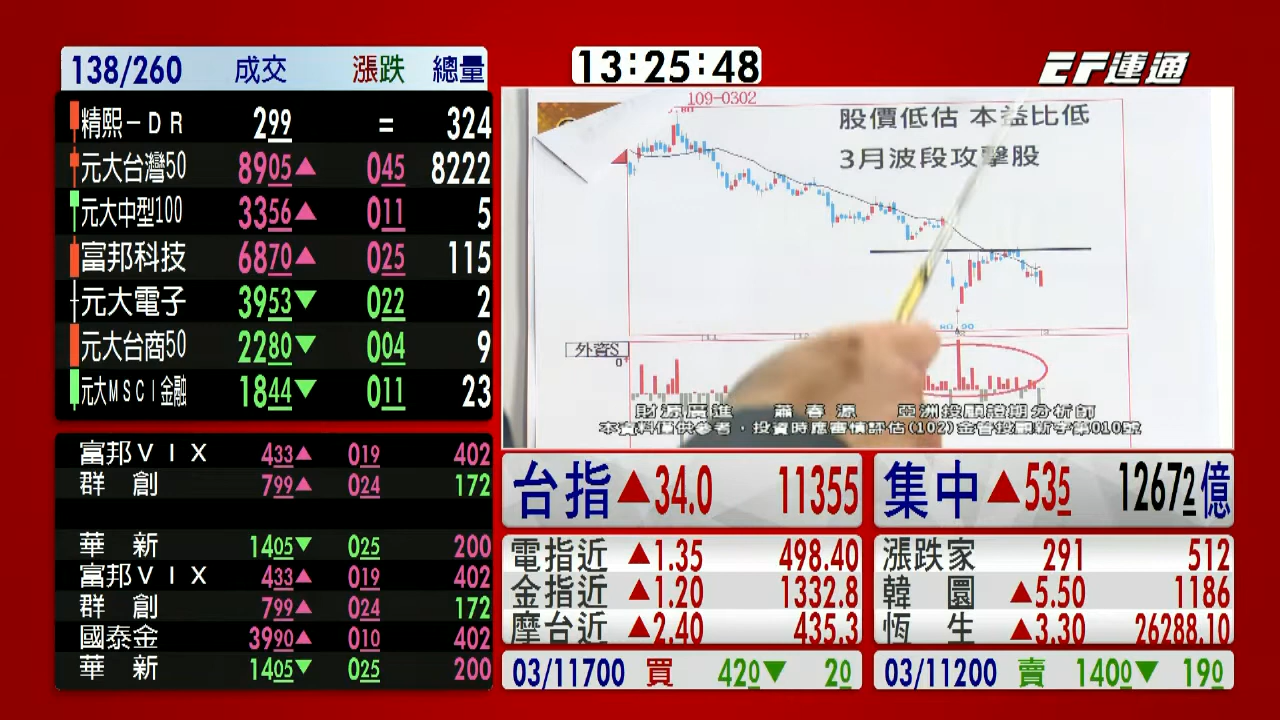 138/260 成交 漲跌 總量
精熙－DR 299 = 324
元大台灣50 8905▲ 045 8222
元大中型100 3356▲ 011 5
富邦科技 6870▲ 025 115
元大電子 3953▼ 022 2
元大台商50 2280▼ 004 9
元大MSCI金融 1844▼ 011 23
富邦VIX 433▲ 019 402
群創 799▲ 024 172
華新 1405▼ 025 200
富邦VIX 433▲ 019 402
群創 799▲ 024 172
國泰金 3990▲ 010 402
華新 1405▼ 025 200
13:25:48
EF運通
109-0302
股價低估 本益比低
3月波段攻擊股
外資S
0
財源廣進 蕭春源 亞洲投顧證期分析師
本資料僅供參考，投資時應審慎評估(102)金管投顧新字第010號
台指▲34.0 11355
電指近 ▲1.35 498.40
金指近 ▲1.20 1332.8
摩台近 ▲2.40 435.3
03/11700 買 420▼ 20
集中▲535 12672億
漲跌家 291 512
韓圜 ▲5.50 1186
恆生 ▲3.30 26288.10
03/11200 賣 1400▼ 190